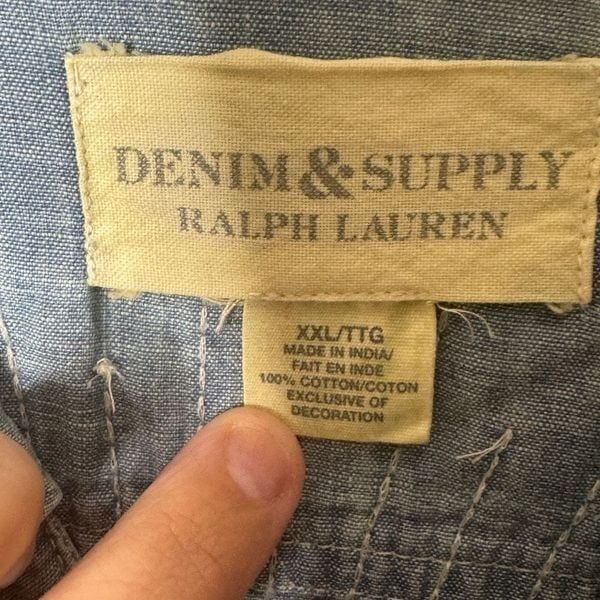 DENIM & SUPPLY
RALPH LAUREN
XXL/TTG
MADE IN INDIA/
FAIT EN INDE
100% COTTON/COTON
EXCLUSIVE OF
DECORATION